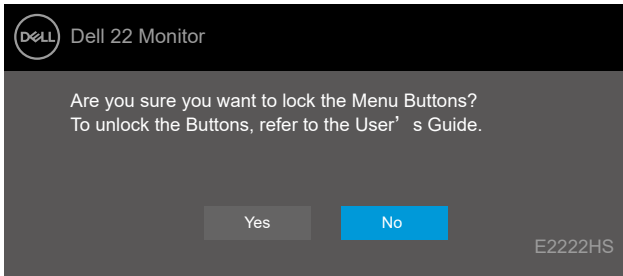 DELL Dell 22 Monitor
Are you sure you want to lock the Menu Buttons?
To unlock the Buttons, refer to the User’ s Guide.
Yes No
E2222HS